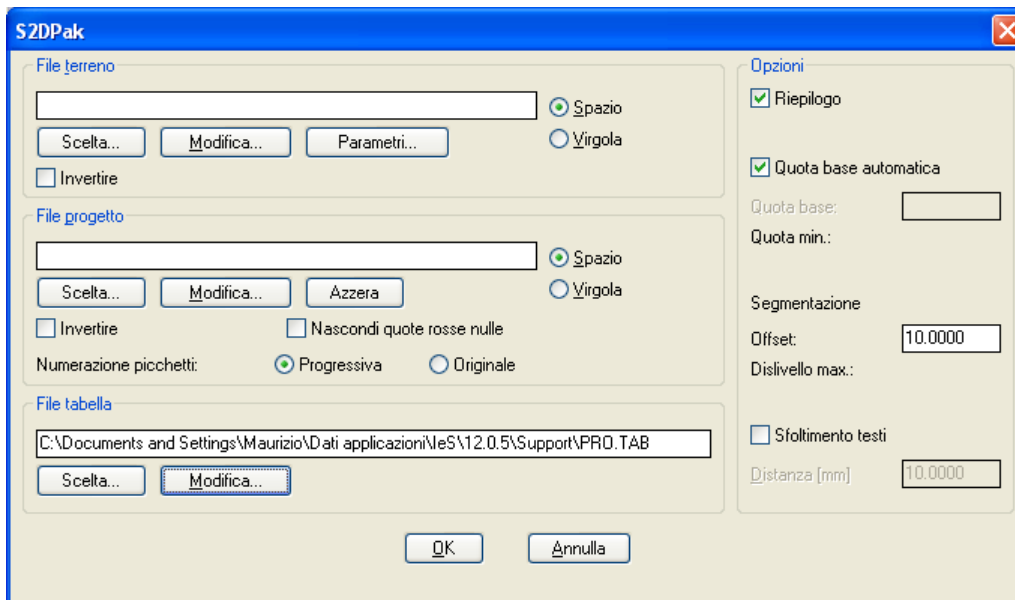 S2DPak
File terreno
Spazio
Scelta...
Modifica...
Parametri...
Virgola
Invertire
File progetto
Spazio
Scelta...
Modifica...
Azzera
Virgola
Invertire
Nascondi quote rosse nulle
Numerazione picchetti:
Progressiva
Originale
File tabella
C:\Documents and Settings\Maurizio\Dati applicazioni\IeS\12.0.5\Support\PRO.TAB
Scelta...
Modifica...
Opzioni
Riepilogo
Quota base automatica
Quota base:
Quota min.:
Segmentazione
Offset:
10.0000
Dislivello max.:
Sfoltimento testi
Distanza [mm]
10.0000
OK
Annulla